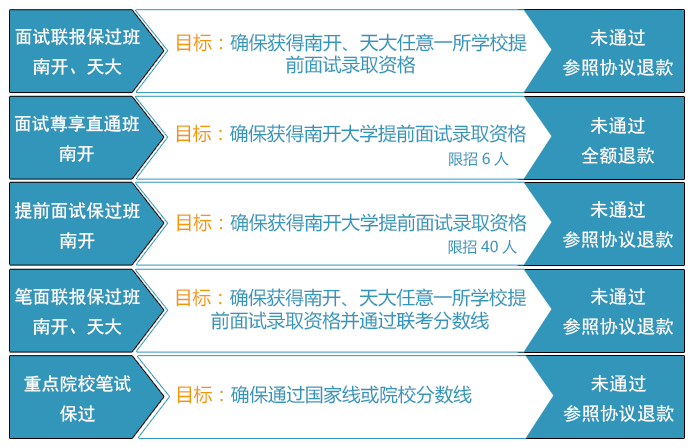 面试联报保过班
南开、天大
目标：确保获得南开、天大任意一所学校提
前面试录取资格
未通过
参照协议退款
面试尊享直通班
南开
目标：确保获得南开大学提前面试录取资格
限招 6 人
未通过
全额退款
提前面试保过班
南开
目标：确保获得南开大学提前面试录取资格
限招 40 人
未通过
参照协议退款
笔面联报保过班
南开、天大
目标：确保获得南开、天大任意一所学校提
前面试录取资格并通过联考分数线
未通过
参照协议退款
重点院校笔试
保过
目标：确保通过国家线或院校分数线
未通过
参照协议退款